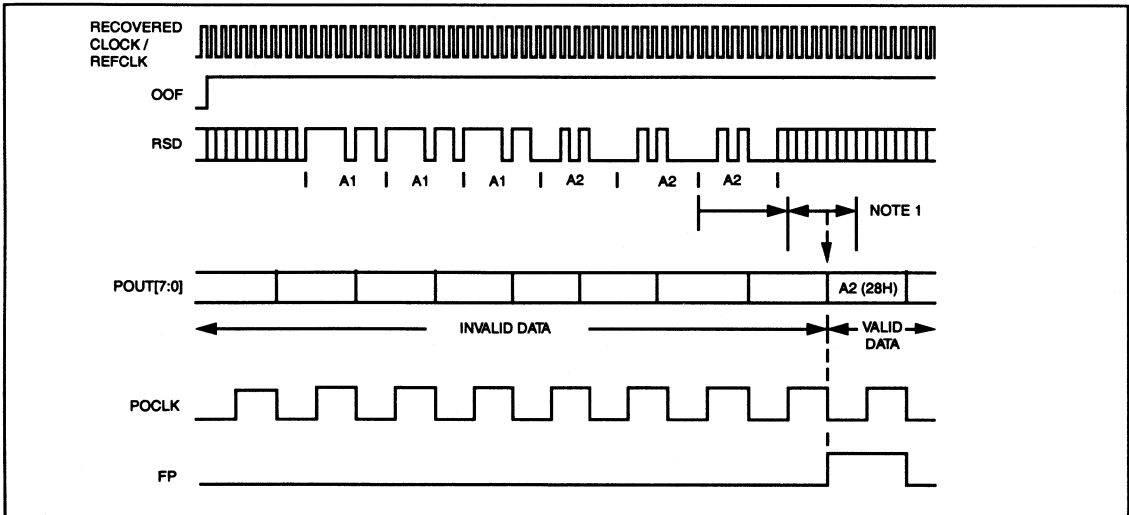 RECOVERED
CLOCK /
REFCLK
OOF
RSD
A1 A1 A1 A2 A2 A2
NOTE 1
POUT[7:0]
A2 (28H)
INVALID DATA
VALID
DATA
POCLK
FP